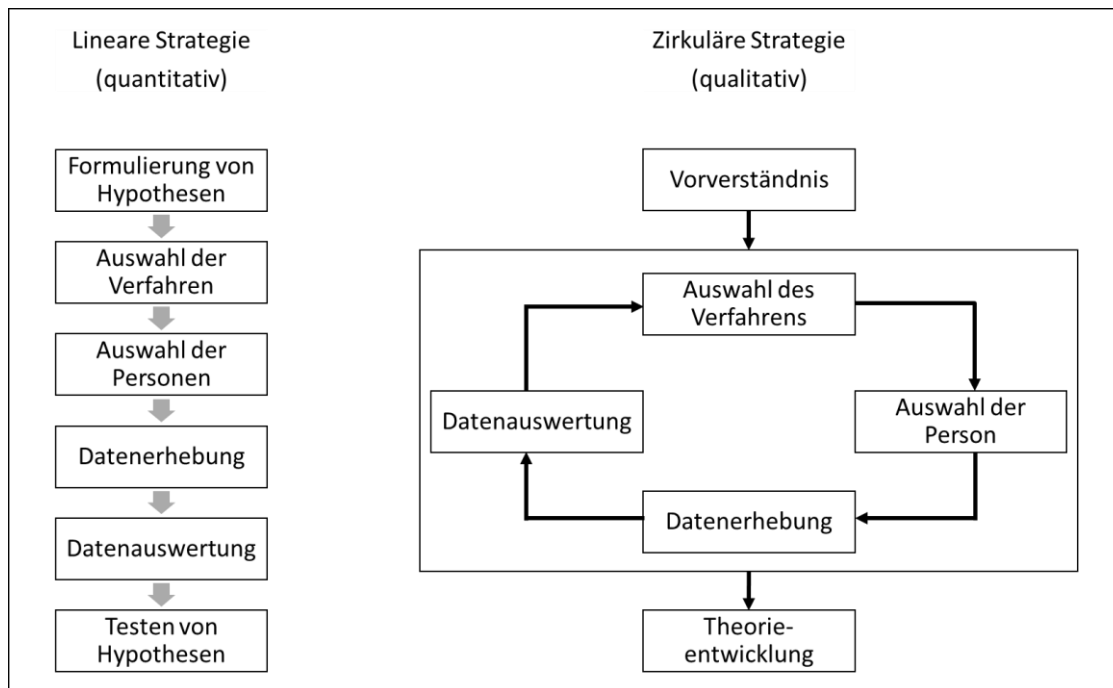 Lineare Strategie
(quantitativ)
Formulierung von
Hypothesen
Auswahl der
Verfahren
Auswahl der
Personen
Datenerhebung
Datenauswertung
Testen von
Hypothesen
Zirkuläre Strategie
(qualitativ)
Vorverständnis
Auswahl des
Verfahrens
Auswahl der
Person
Datenerhebung
Datenauswertung
Theorie-
entwicklung